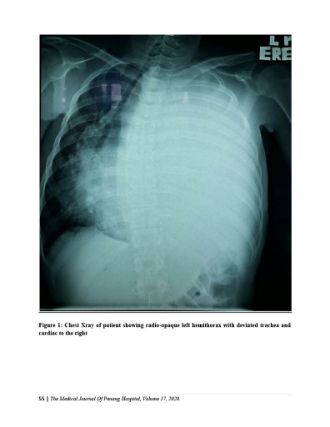 ERE
Figure 1: Chest Xray of patient showing radio-opaque left hemithorax with deviated trachea and
cardiac to the right
55 | The Medical Journal Of Penang Hospital, Volume 17, 2020.